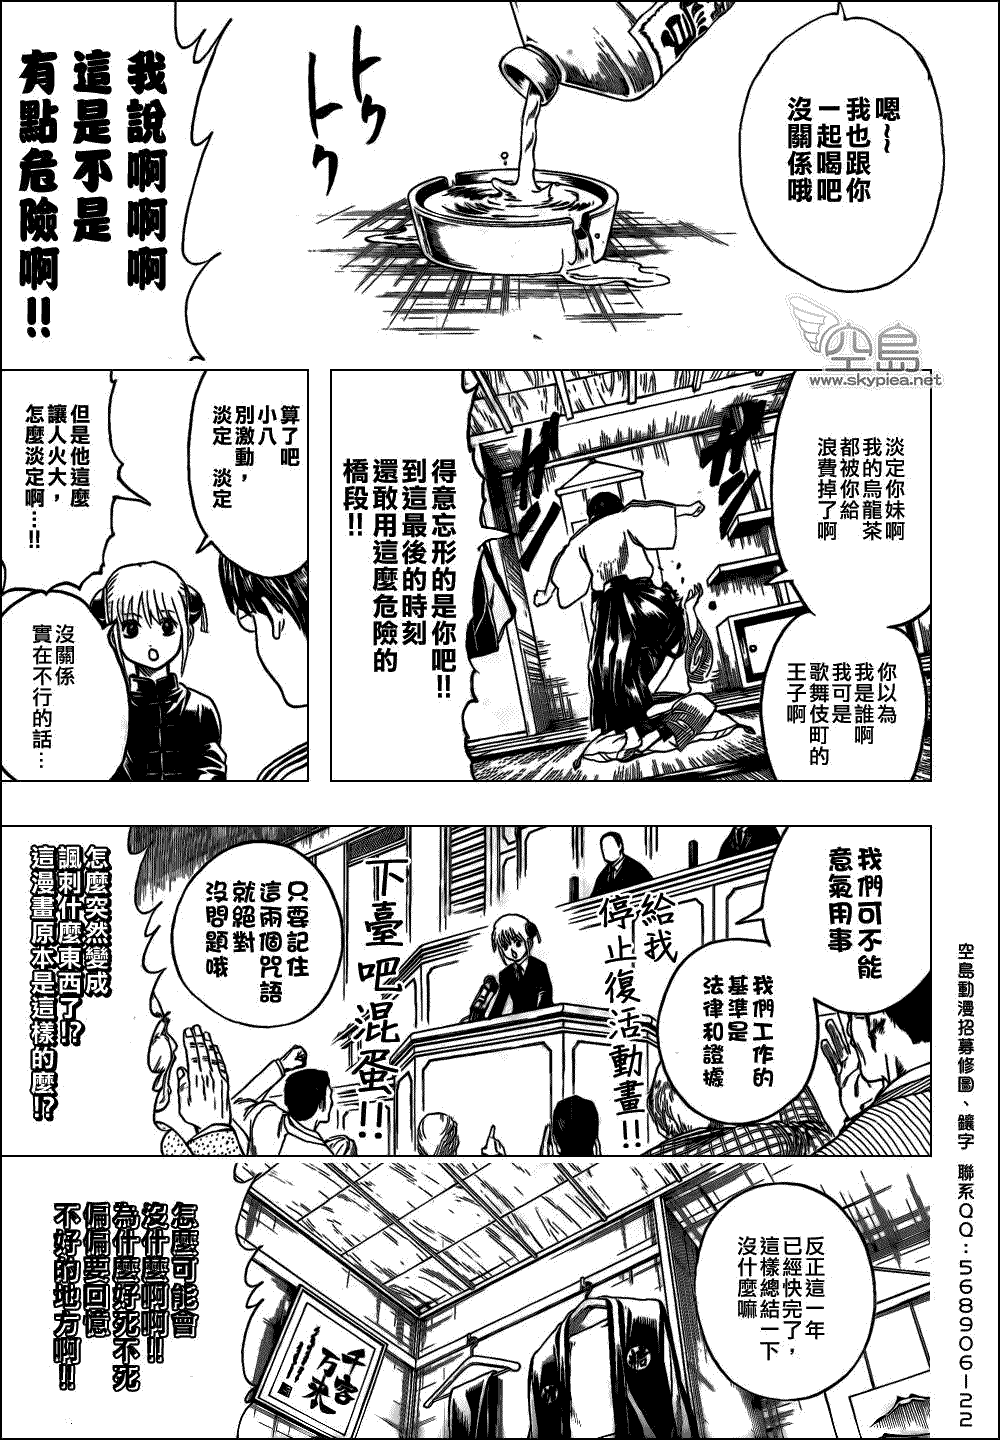 嗯~
我也跟你
一起喝吧
沒關係哦
トクトク
我說啊啊啊
這是不是
有點危險啊!!
空島
www.skypiea.net
淡定你妹啊
我的烏龍茶
都被你給
浪費掉了啊
你以為
我是誰啊
我可是
歌舞伎町的
王子啊
得意忘形的是你吧!!
到這最後的時刻
還敢用這麼危險的
橋段!!
算了吧
小八
別激動，
淡定 淡定
但是他這麼
讓人火大，
怎麼淡定啊…!!
沒關係
實在不行的話…
我們可不能
意氣用事
我們工作的
基準是
法律和證據
給我
停止復活動畫!!
下臺吧混蛋!!
只要記住
這兩個咒語
就絕對
沒問題哦
怎麼突然變成
諷刺什麼東西了!?
這漫畫原本是這樣的麼!?
反正這一年
已經快完了，
這樣總結一下
沒什麼嘛
千客
万来
怎麼可能會
沒什麼啊啊!!
為什麼好死不死
偏偏要回憶
不好的地方啊!!
空島動漫招募修圖、鑲字 聯系QQ:568906-22